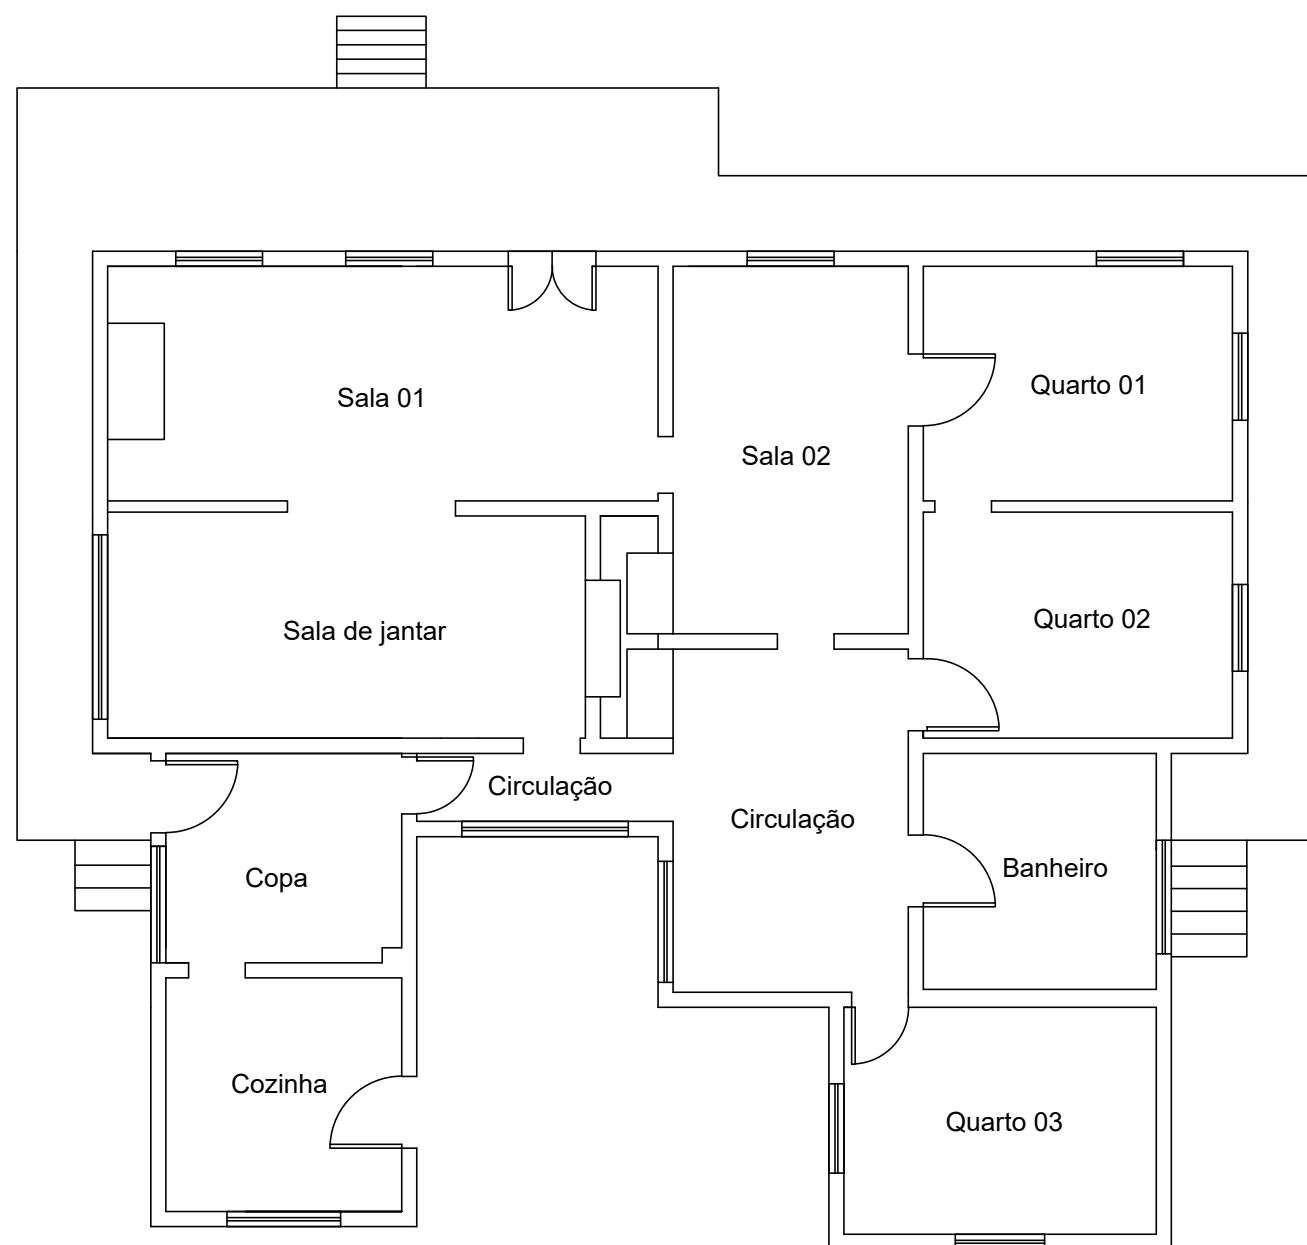 Sala 01
Quarto 01
Sala 02
Quarto 02
Sala de jantar
Circulação
Circulação
Banheiro
Copa
Cozinha
Quarto 03